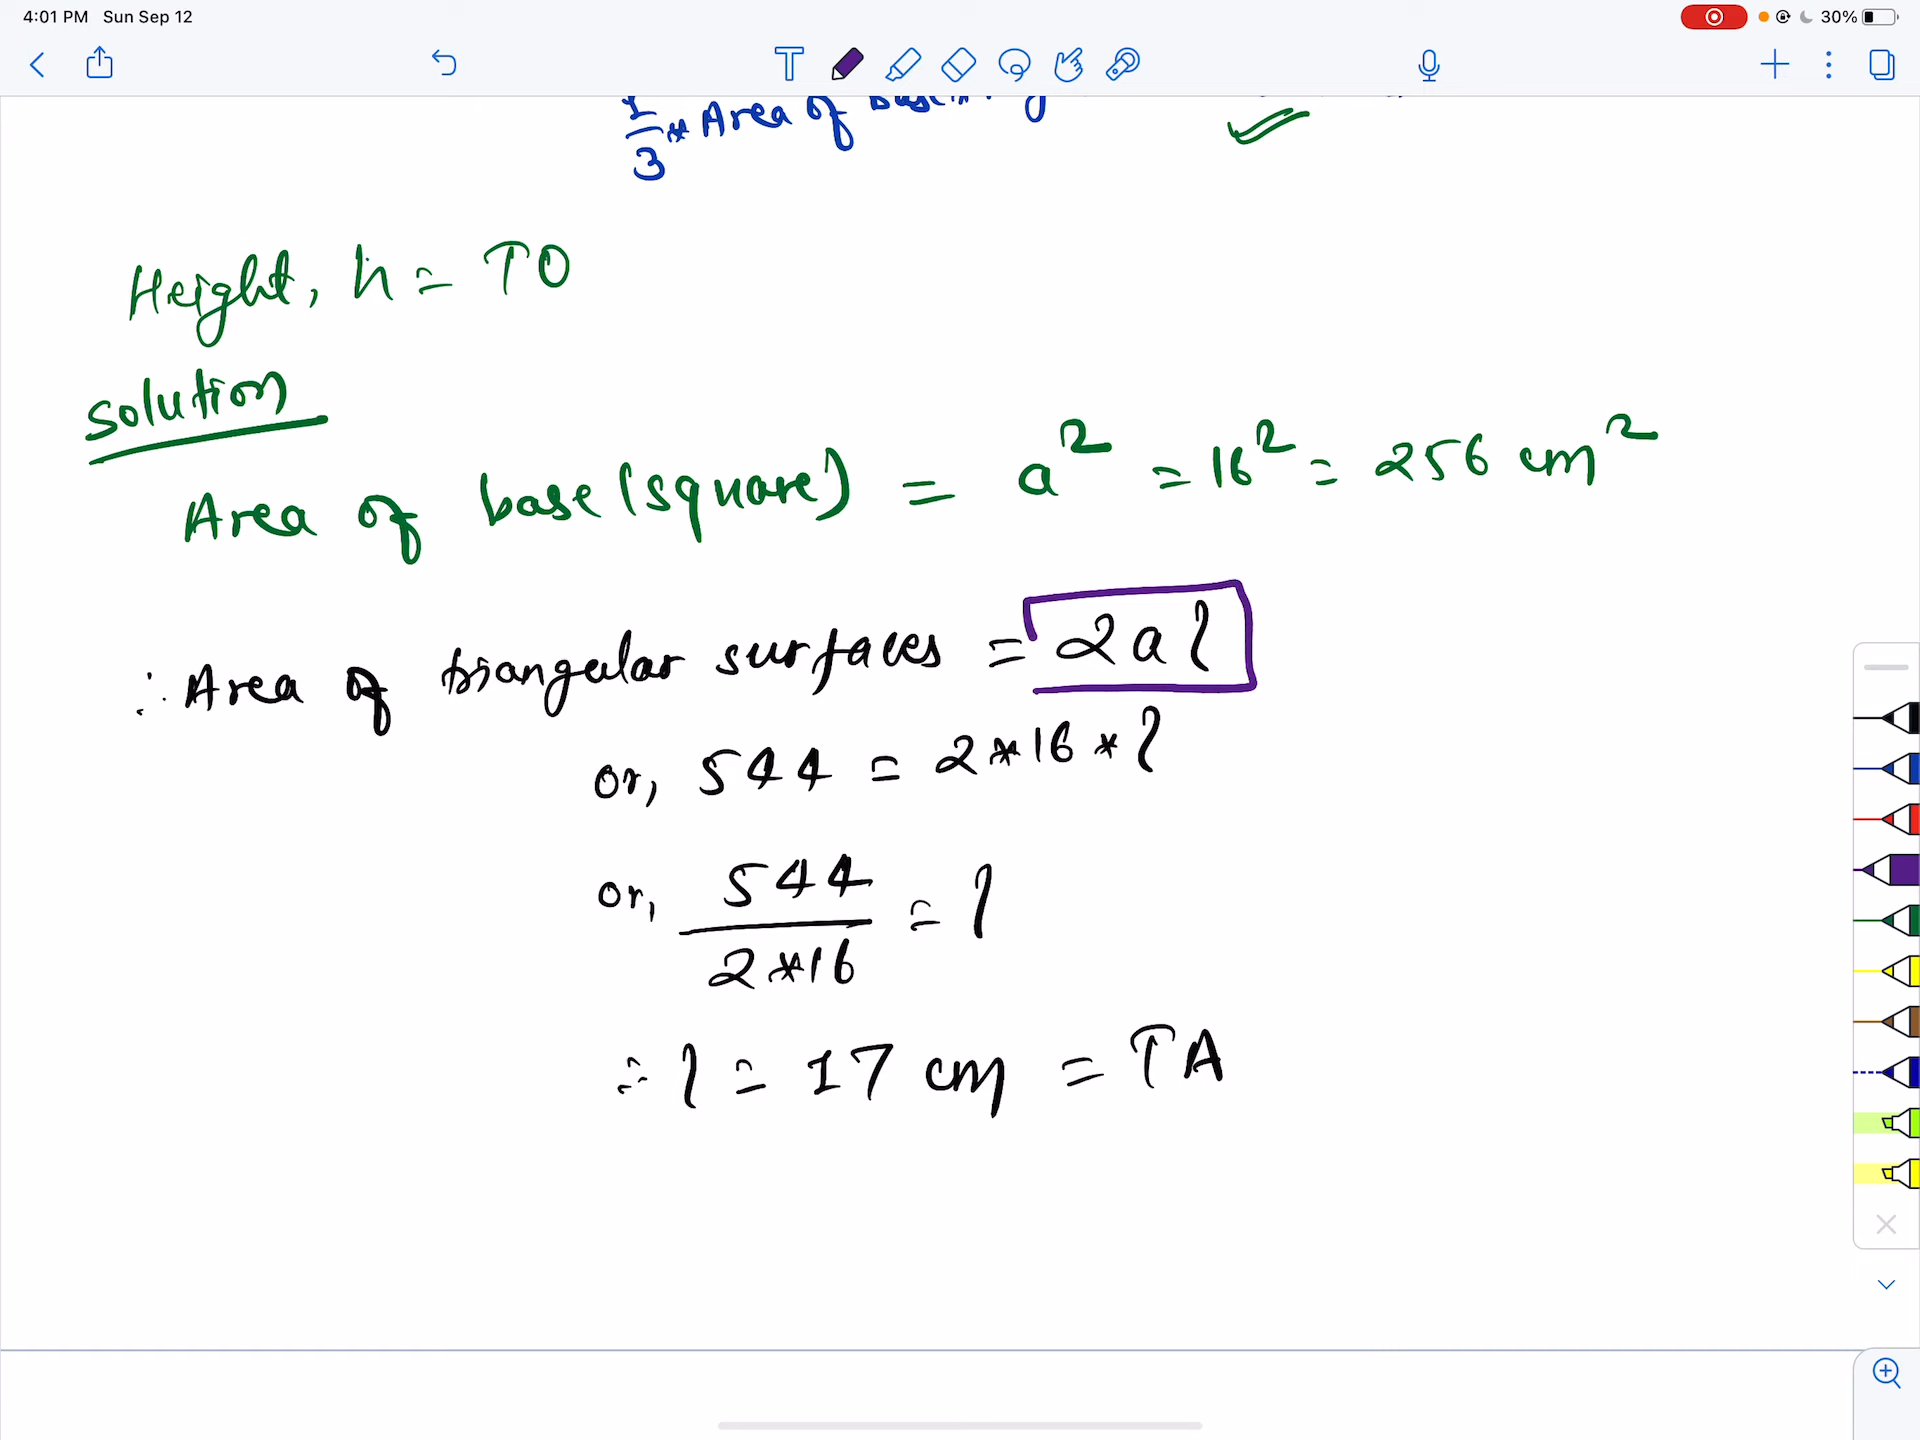 4:01 PM Sun Sep 12
30%
1/3 * Area of base
Height, h = TO
Solution
Area of base (square) = a² = 16² = 256 cm²
∴ Area of triangular surfaces = 2al
or, 544 = 2*16*l
or, 544/2*16 = l
∴ l = 17 cm = TA